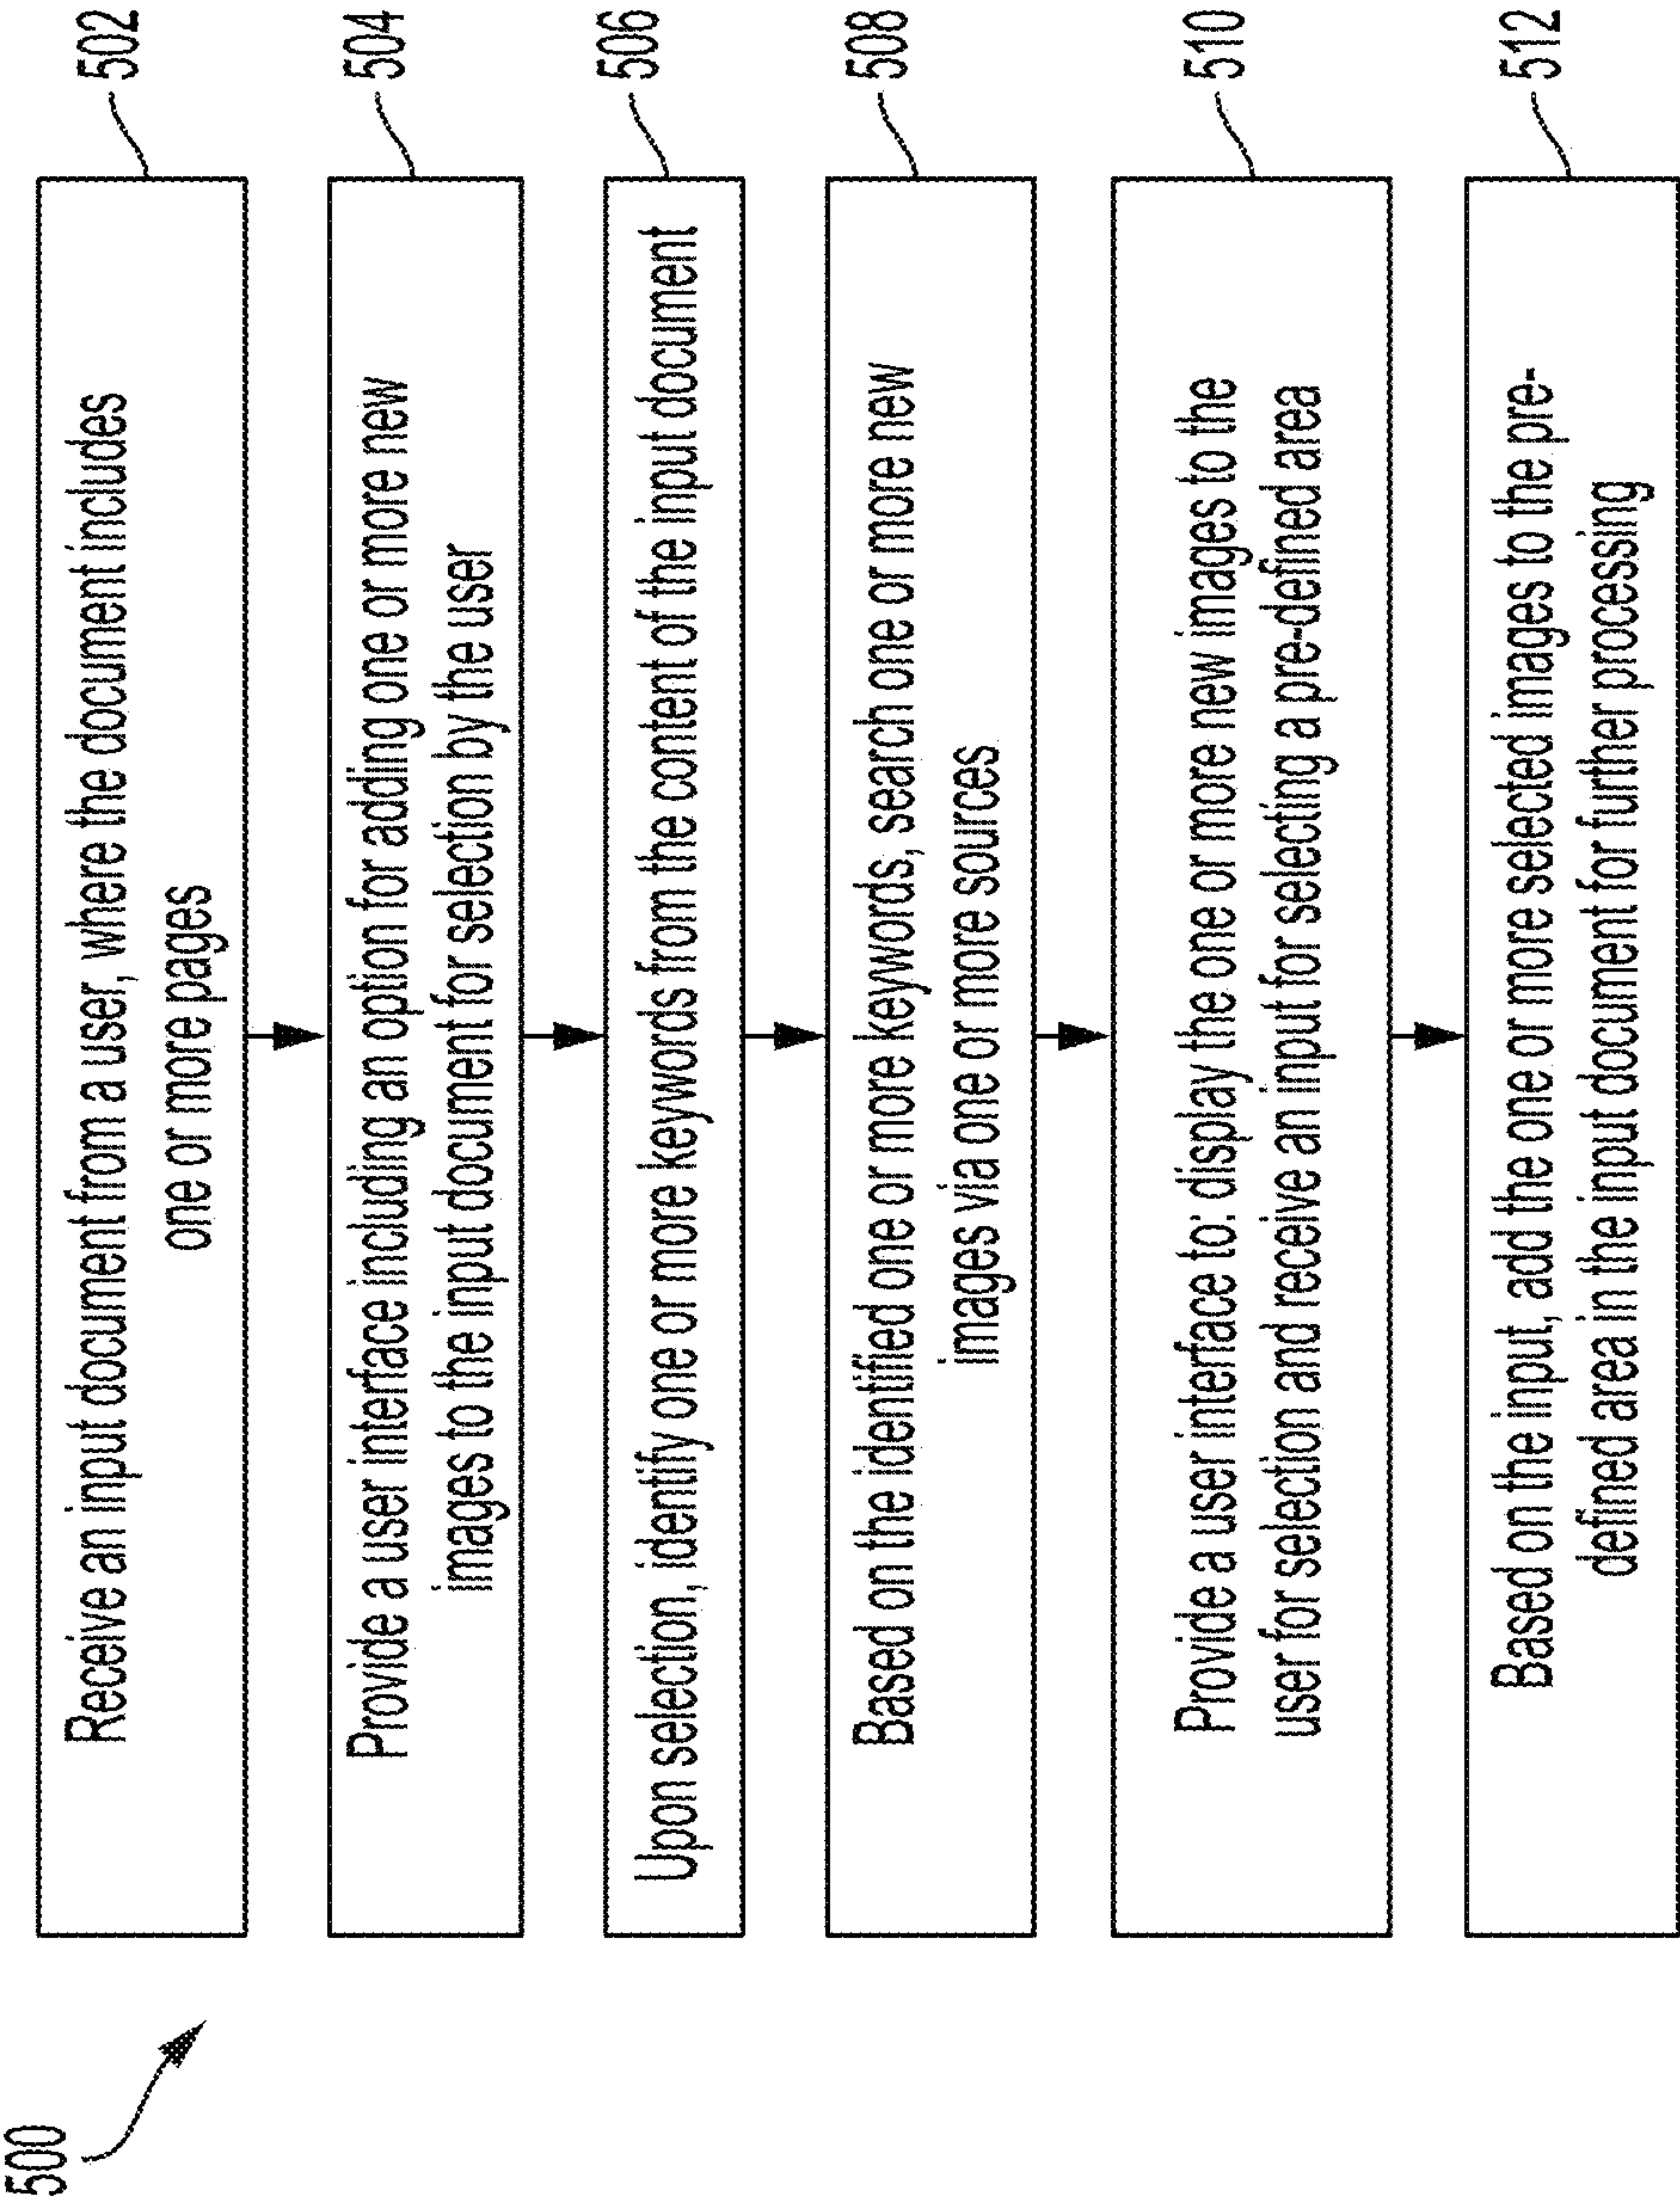 500
Receive an input document from a user, where the document includes
one or more pages
502
Provide a user interface including an option for adding one or more new
images to the input document for selection by the user
504
Upon selection, identify one or more keywords from the content of the input document
506
Based on the identified one or more keywords, search one or more new
images via one or more sources
508
Provide a user interface to: display the one or more new images to the
user for selection and receive an input for selecting a pre-defined area
510
Based on the input, add the one or more selected images to the pre-
defined area in the input document for further processing
512